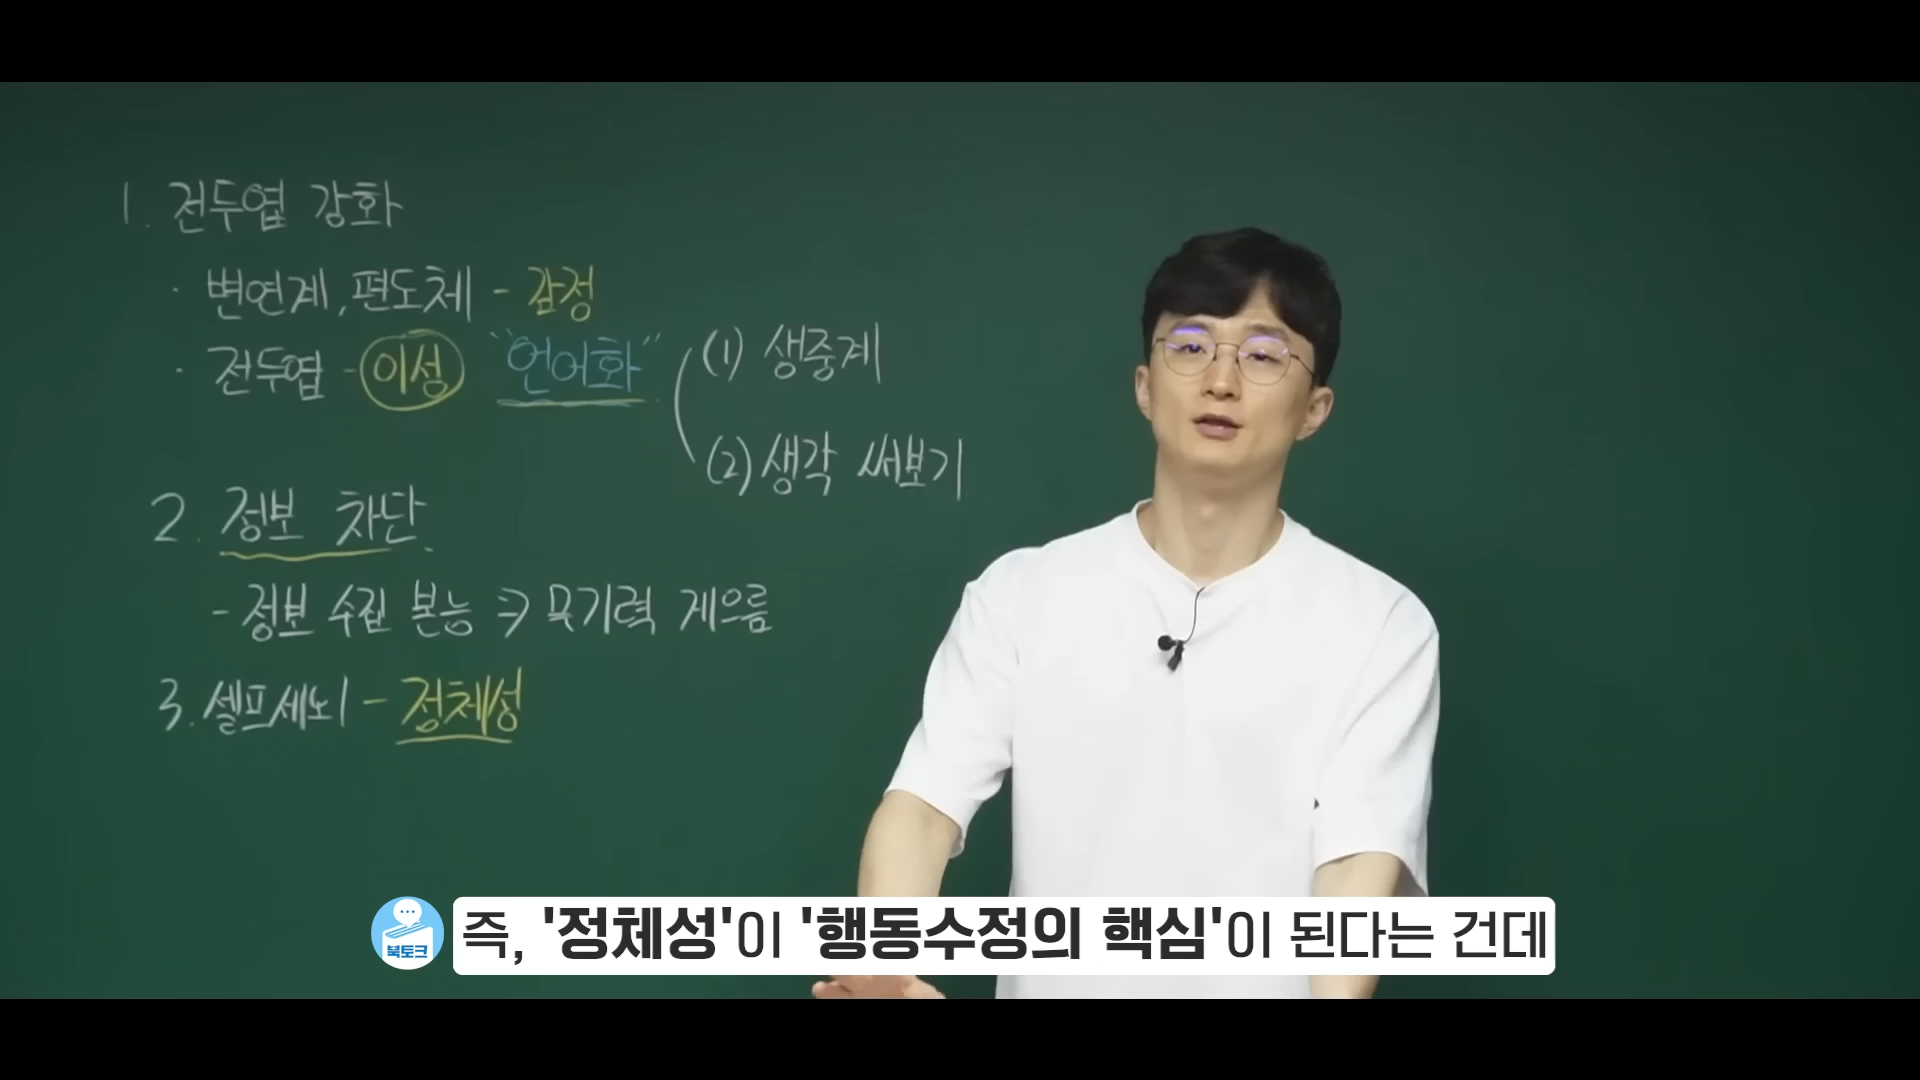 1. 전두엽 강화
· 변연계, 편도체 - 감정
· 전두엽 - 이성 "언어화" (1) 생중계
(2) 생각 써보기
2. 정보 차단.
- 정보 수집 본능 => 무기력 게으름
3. 셀프세뇌 - 정체성
북토크
즉, '정체성'이 '행동수정의 핵심'이 된다는 건데